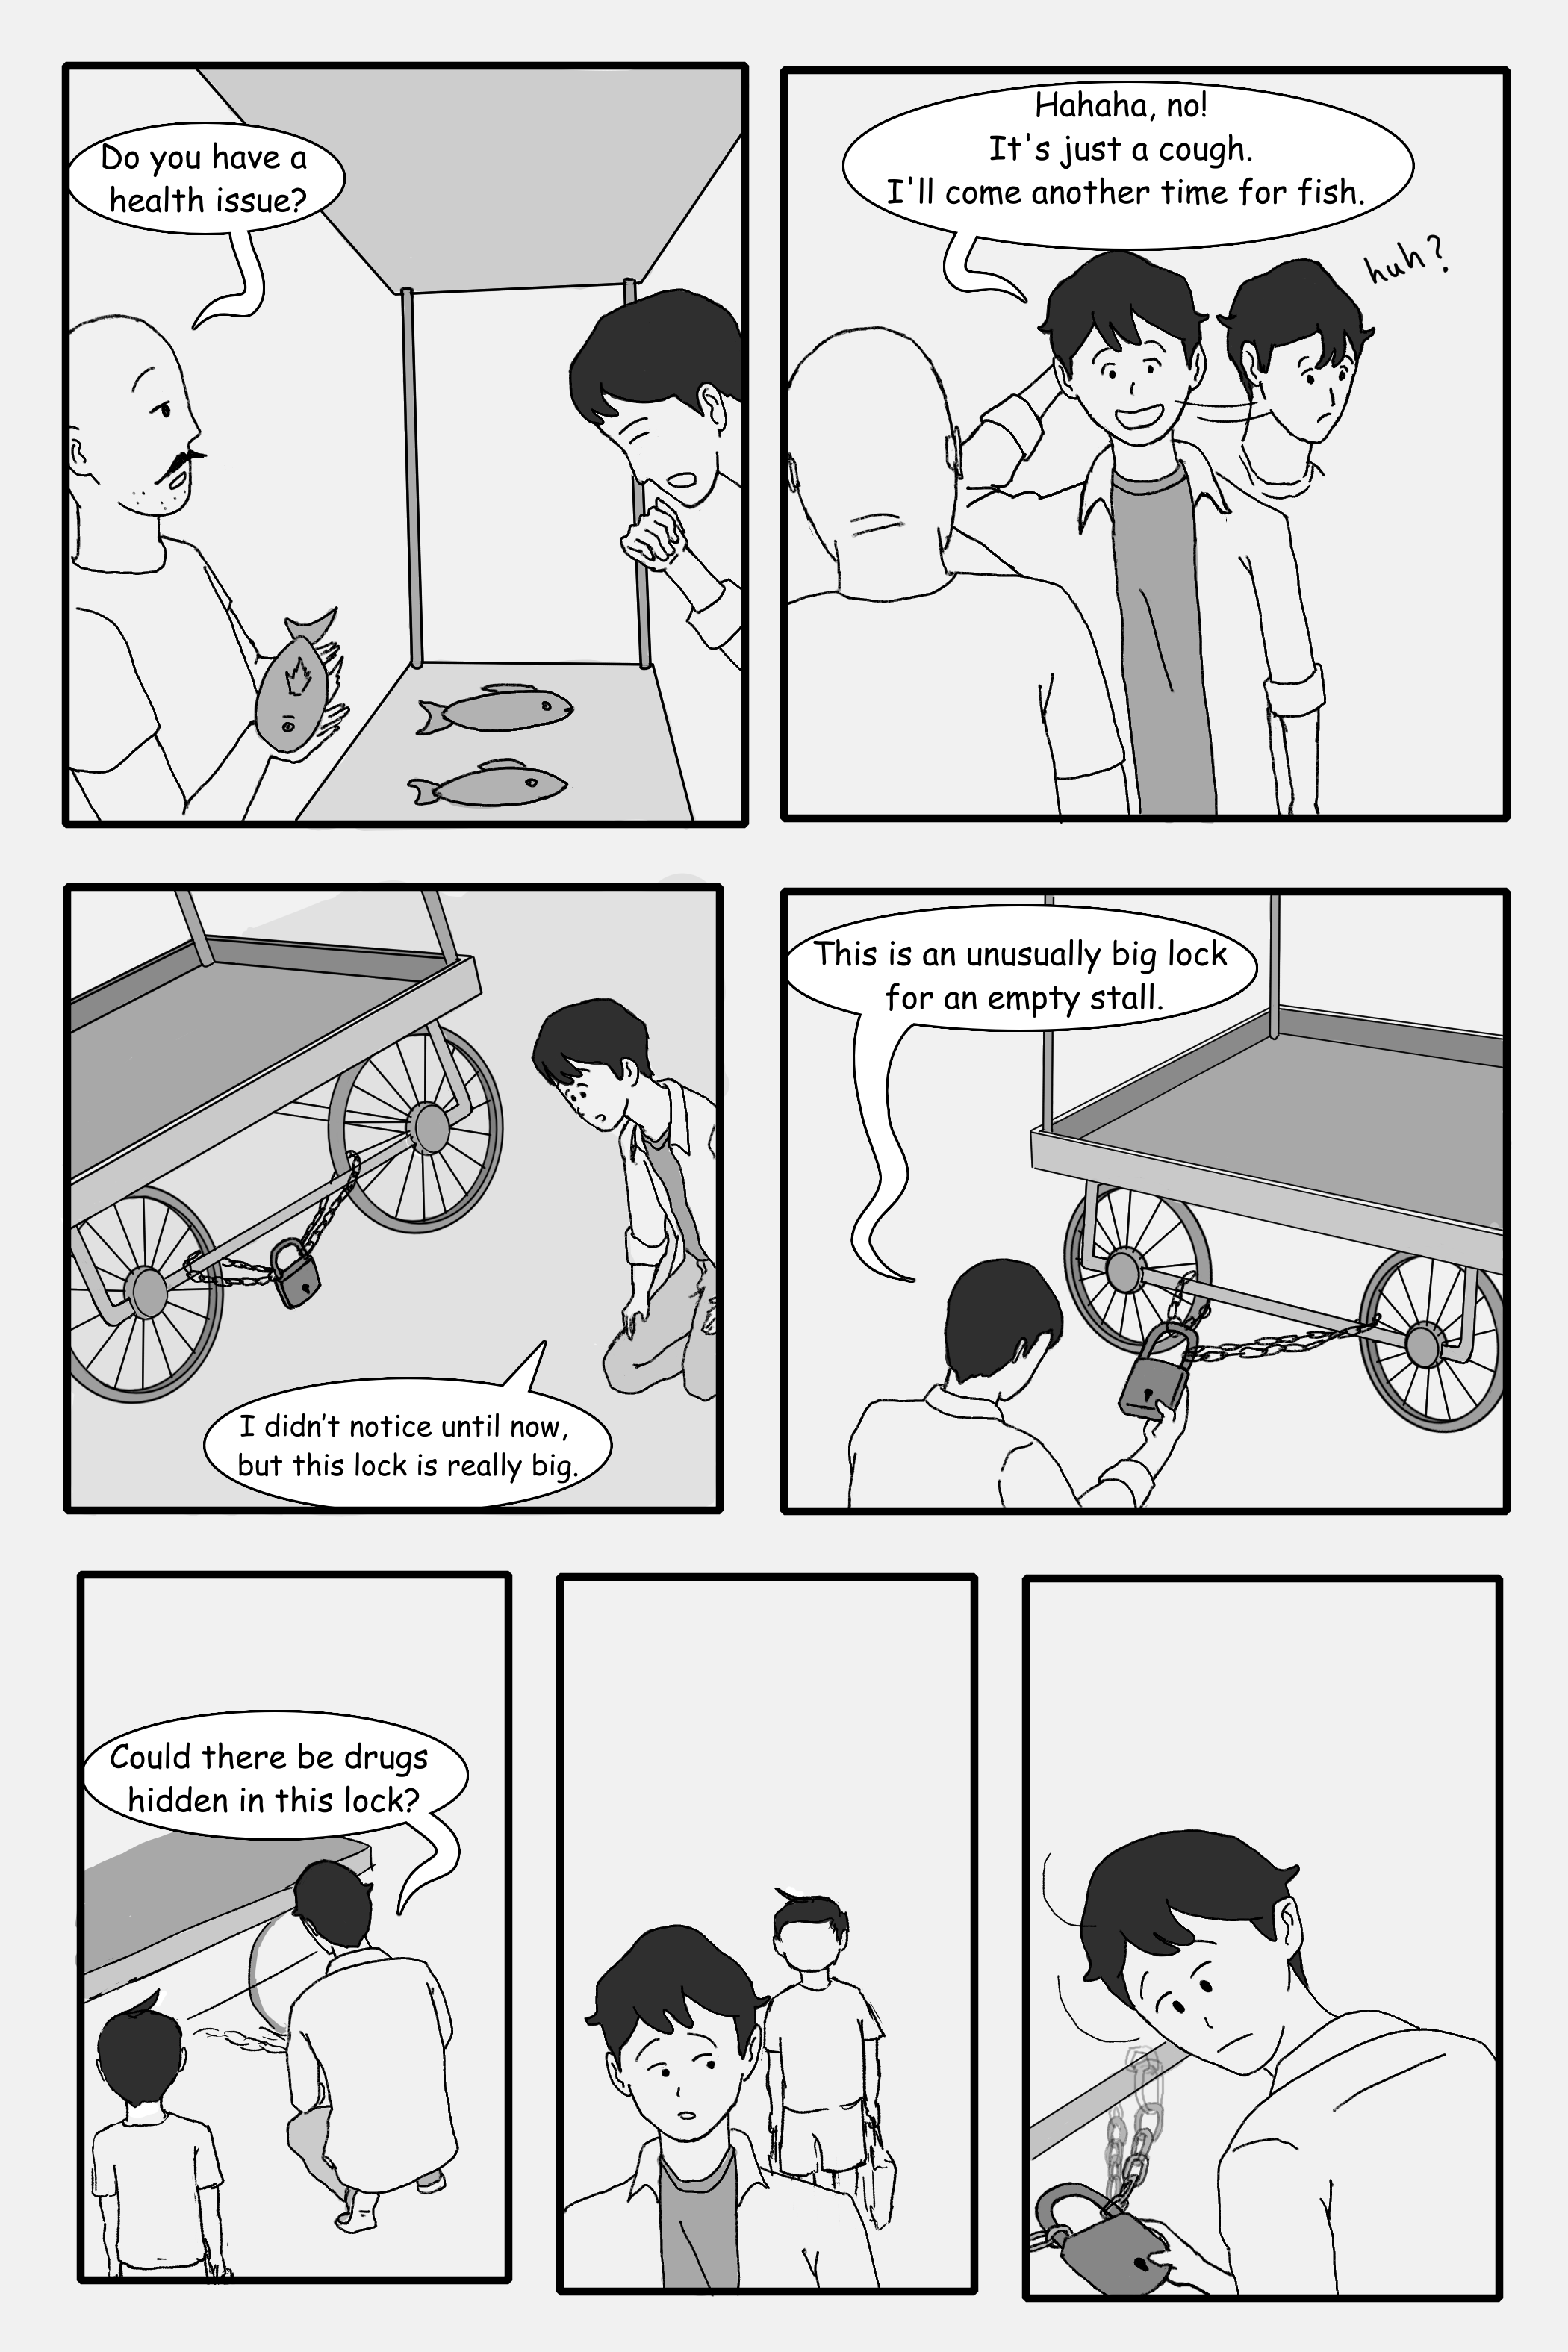 Do you have a
health issue?
Hahaha, no!
It's just a cough.
I'll come another time for fish.
huh?
I didn't notice until now,
but this lock is really big.
This is an unusually big lock
for an empty stall.
Could there be drugs
hidden in this lock?